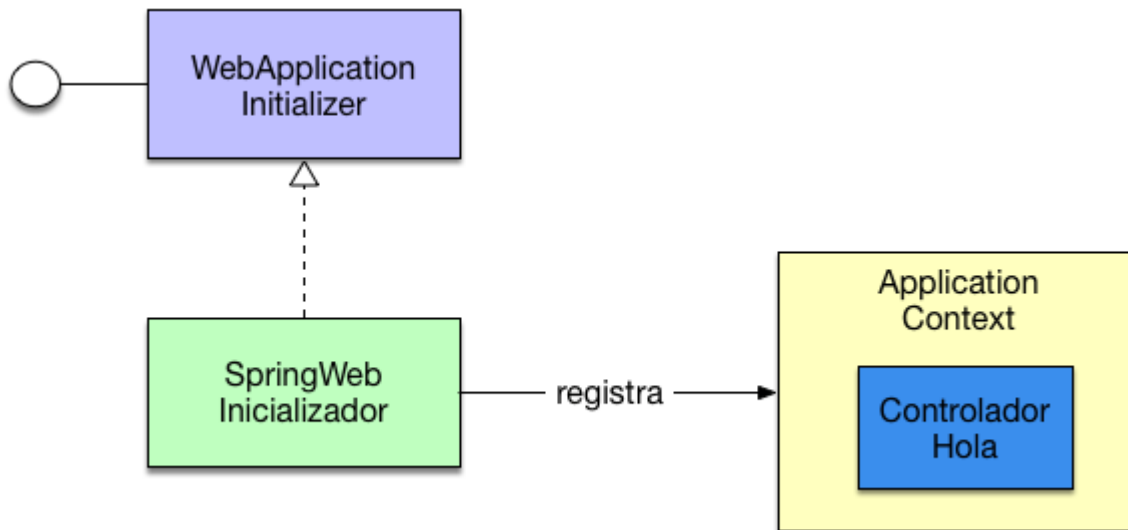 WebApplication
Initializer
SpringWeb
Inicializador
registra
Application
Context
Controlador
Hola